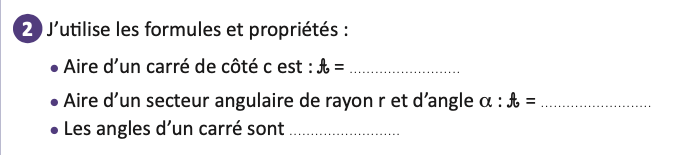 2 J'utilise les formules et propriétés :
• Aire d'un carré de côté c est : 𝒜 = ..........................
• Aire d'un secteur angulaire de rayon r et d'angle α : 𝒜 = ..........................
• Les angles d'un carré sont ..........................